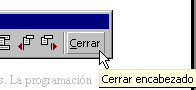 Cerrar
s. La programación
Cerrar encabezado